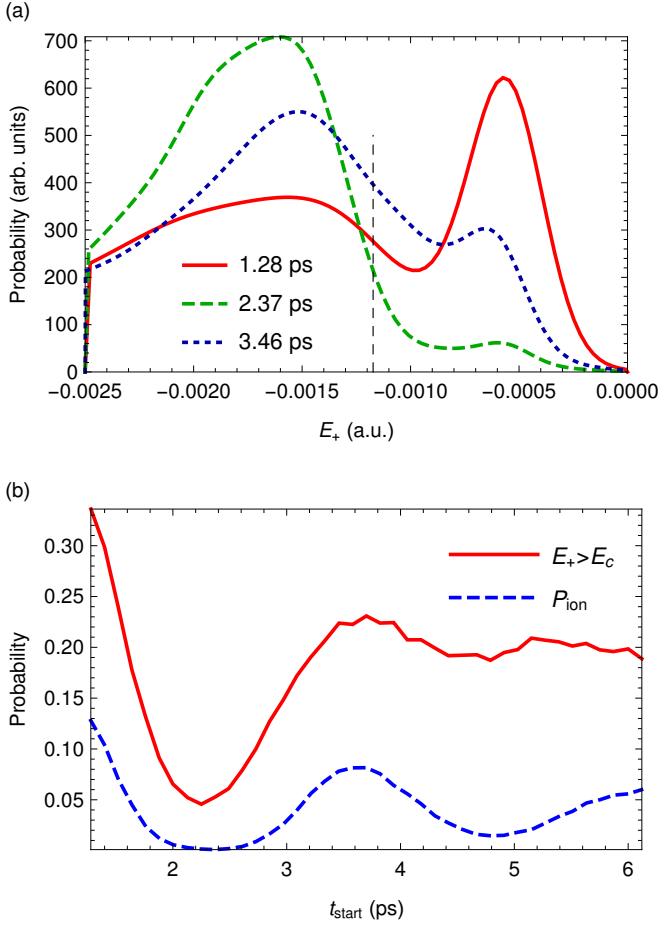 (a)
700
600
500
400
300
200
100
0
Probability (arb. units)
1.28 ps
2.37 ps
3.46 ps
−0.0025 −0.0020 −0.0015 −0.0010 −0.0005 0.0000
E+ (a.u.)
(b)
0.30
0.25
0.20
0.15
0.10
0.05
Probability
E+>Ec
Pion
2 3 4 5 6
tstart (ps)